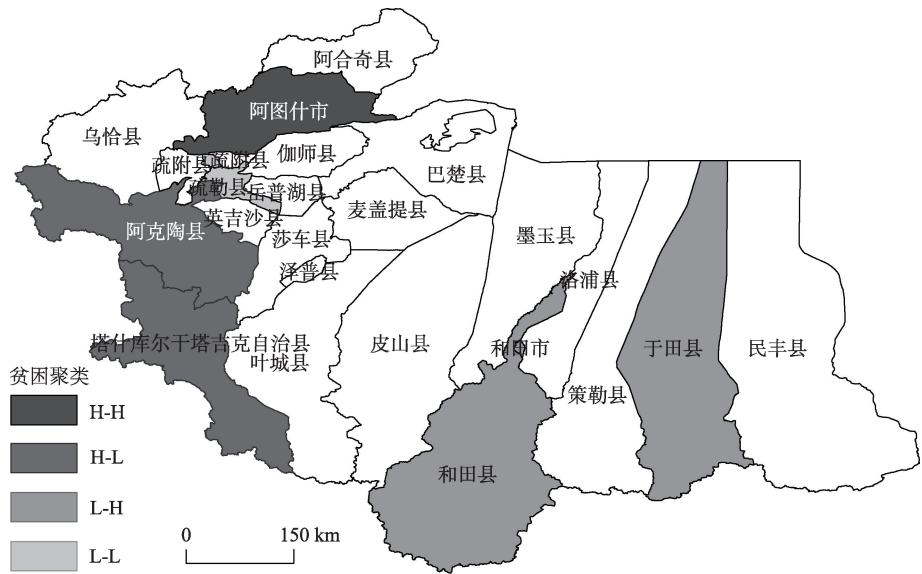 阿合奇县
阿图什市
乌恰县
疏附县
疏附县
伽师县
巴楚县
疏勒县
岳普湖县
麦盖提县
英吉沙县
阿克陶县
莎车县
墨玉县
泽普县
洛浦县
塔什库尔干塔吉克自治县
叶城县
皮山县
和田市
于田县
民丰县
策勒县
和田县
贫困聚类
H-H
H-L
L-H
L-L
0 150 km